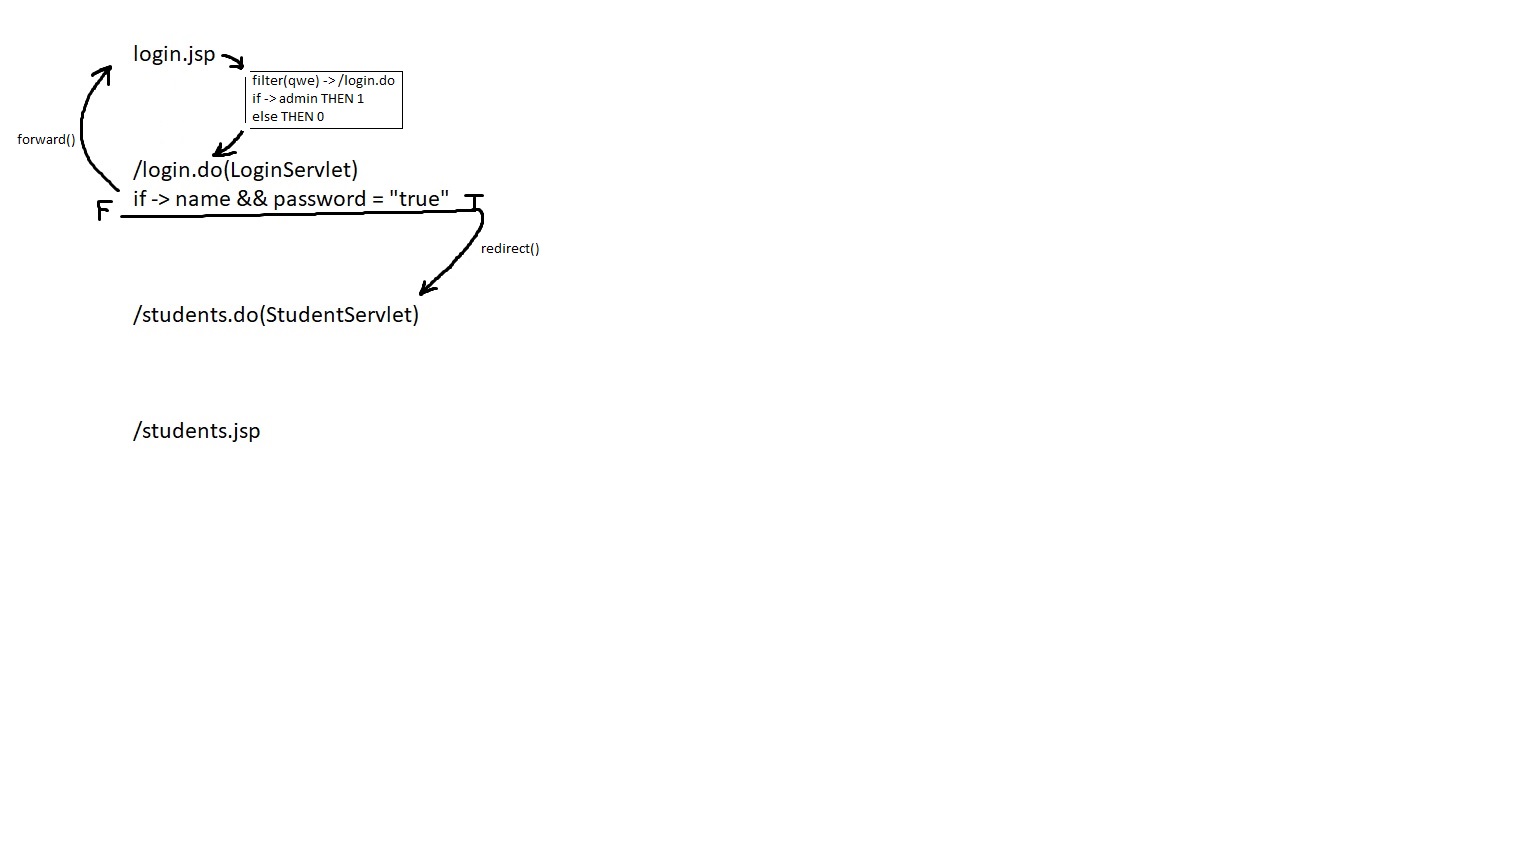 login.jsp
filter(qwe) -> /login.do
if -> admin THEN 1
else THEN 0
forward()
/login.do(LoginServlet)
F if -> name && password = "true" T
redirect()
/students.do(StudentServlet)
/students.jsp